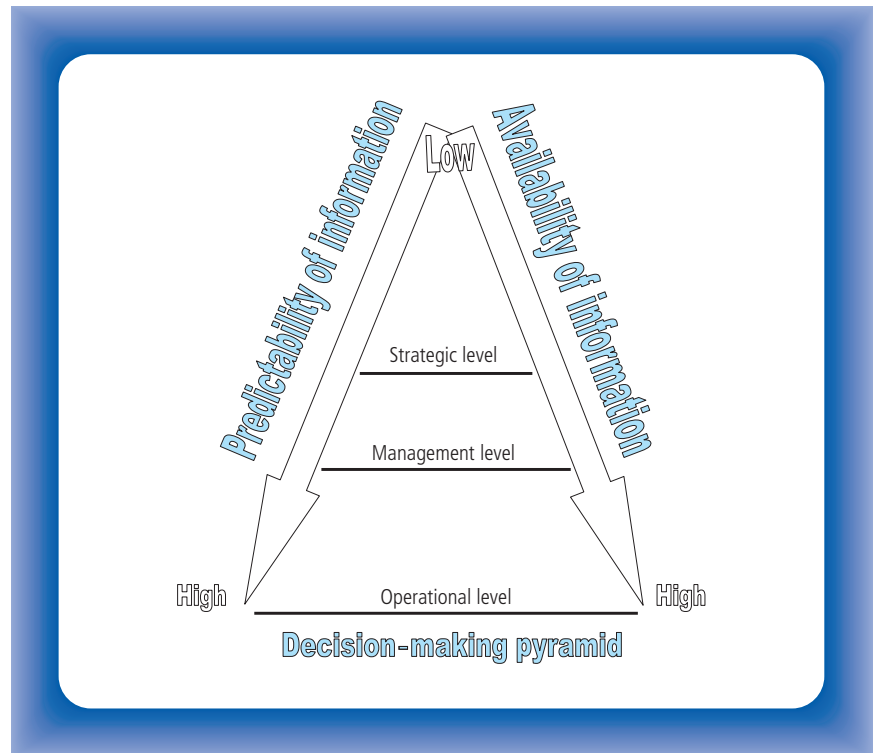 Predictability of information
Low
Availability of information
Strategic level
Management level
High
Operational level
High
Decision-making pyramid